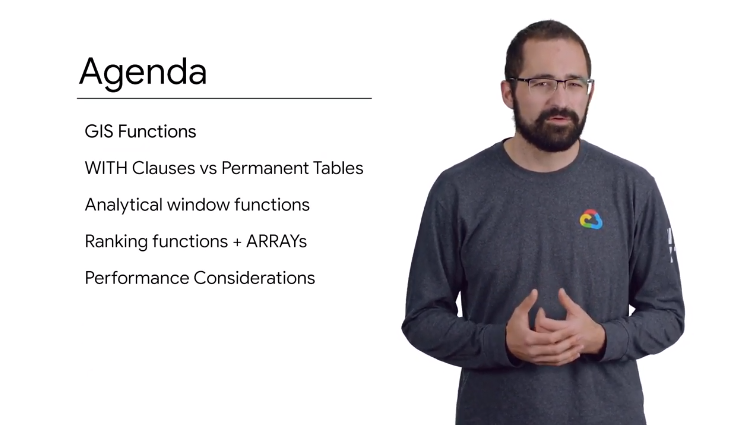 Agenda
GIS Functions
WITH Clauses vs Permanent Tables
Analytical window functions
Ranking functions + ARRAYs
Performance Considerations